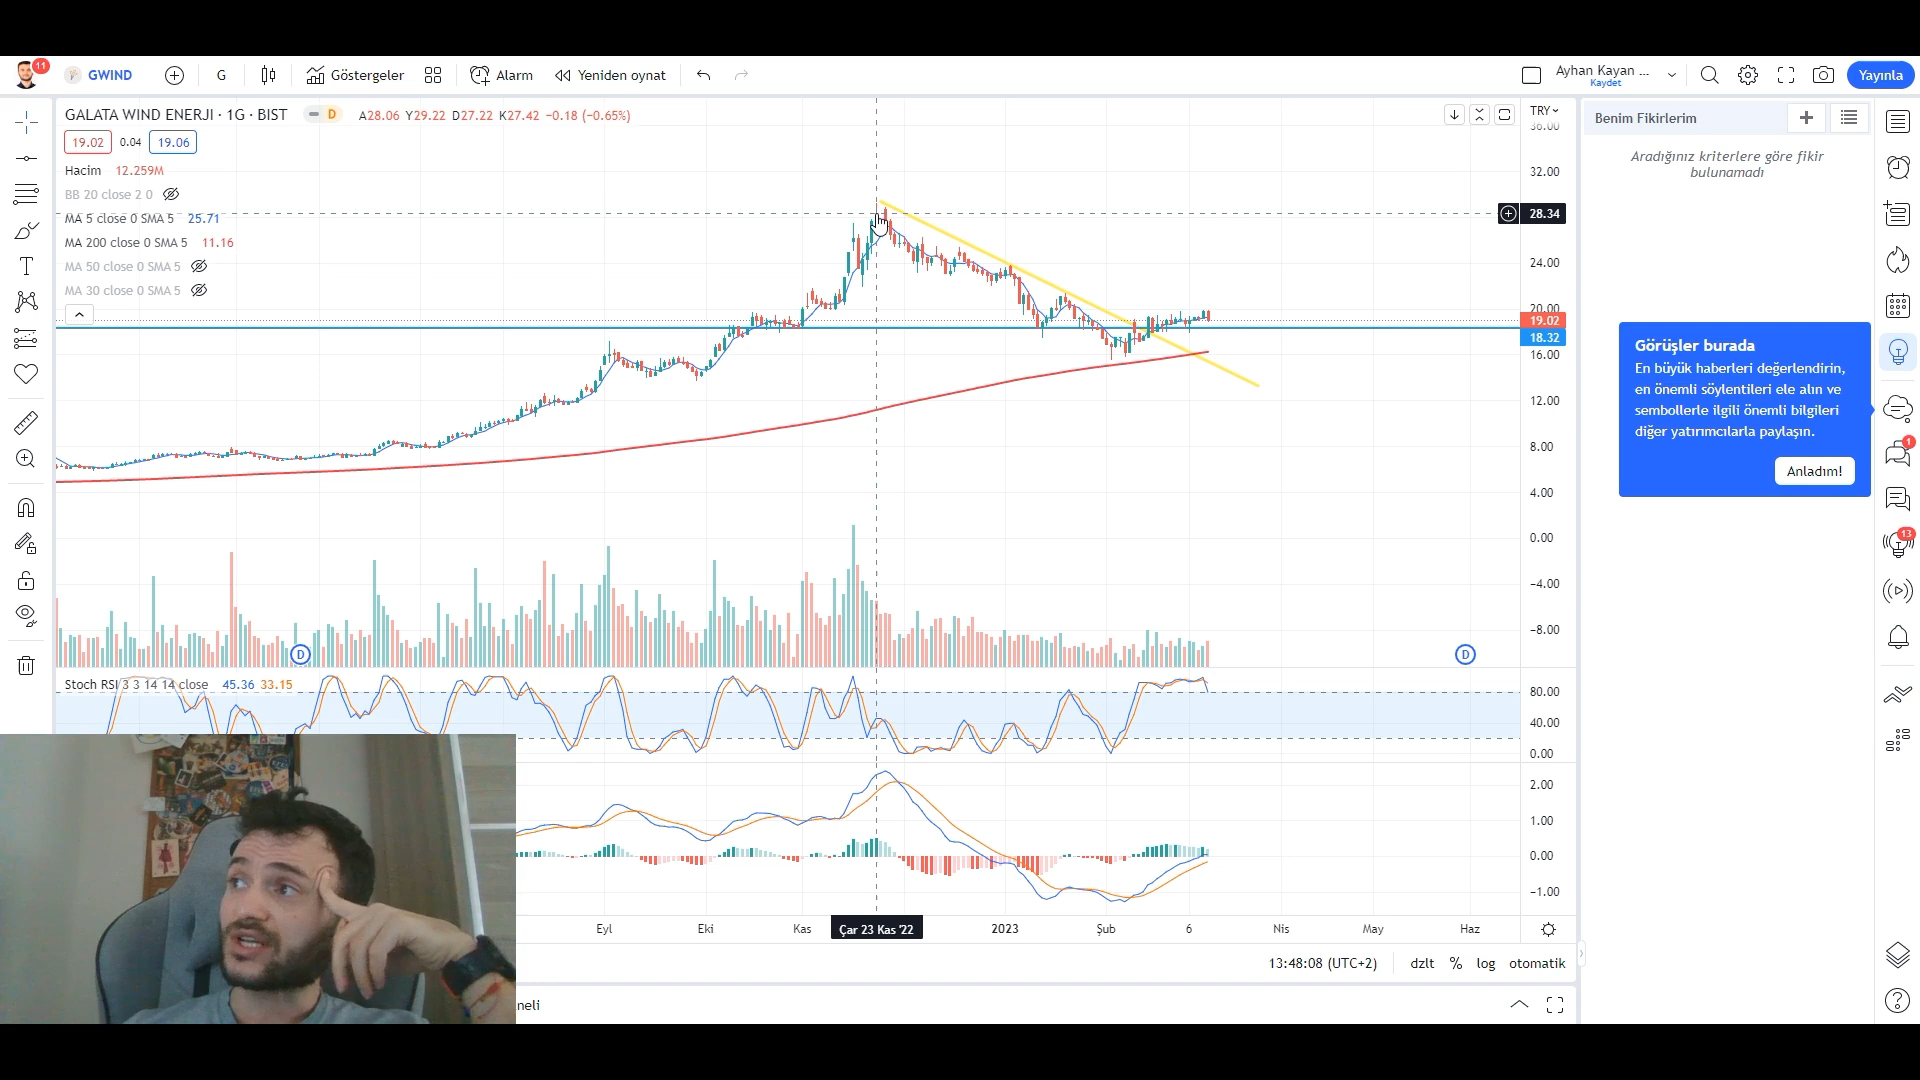 11
GWIND
G
Göstergeler
Alarm
Yeniden oynat
Ayhan Kayan ...
Kaydet
Yayınla
GALATA WIND ENERJI · 1G · BIST
D
A28.06 Y29.22 D27.22 K27.42 −0.18 (−0.65%)
TRY
19.02 0.04 19.06
Hacim 12.259M
BB 20 close 2 0
MA 5 close 0 SMA 5 25.71
MA 200 close 0 SMA 5 11.16
MA 50 close 0 SMA 5
MA 30 close 0 SMA 5
36.00
32.00
28.34
24.00
20.00
19.02
18.32
16.00
12.00
8.00
4.00
0.00
−4.00
−8.00
D
D
Stoch RSI 3 3 14 14 close 45.36 33.15
80.00
40.00
0.00
2.00
1.00
0.00
−1.00
Eyl
Eki
Kas
Çar 23 Kas '22
2023
Şub
6
Nis
May
Haz
13:48:08 (UTC+2)
dzlt % log otomatik
neli
Benim Fikirlerim
Aradığınız kriterlere göre fikir
bulunamadı
Görüşler burada
En büyük haberleri değerlendirin,
en önemli söylentileri ele alın ve
sembollerle ilgili önemli bilgileri
diğer yatırımcılarla paylaşın.
Anladım!
1
13